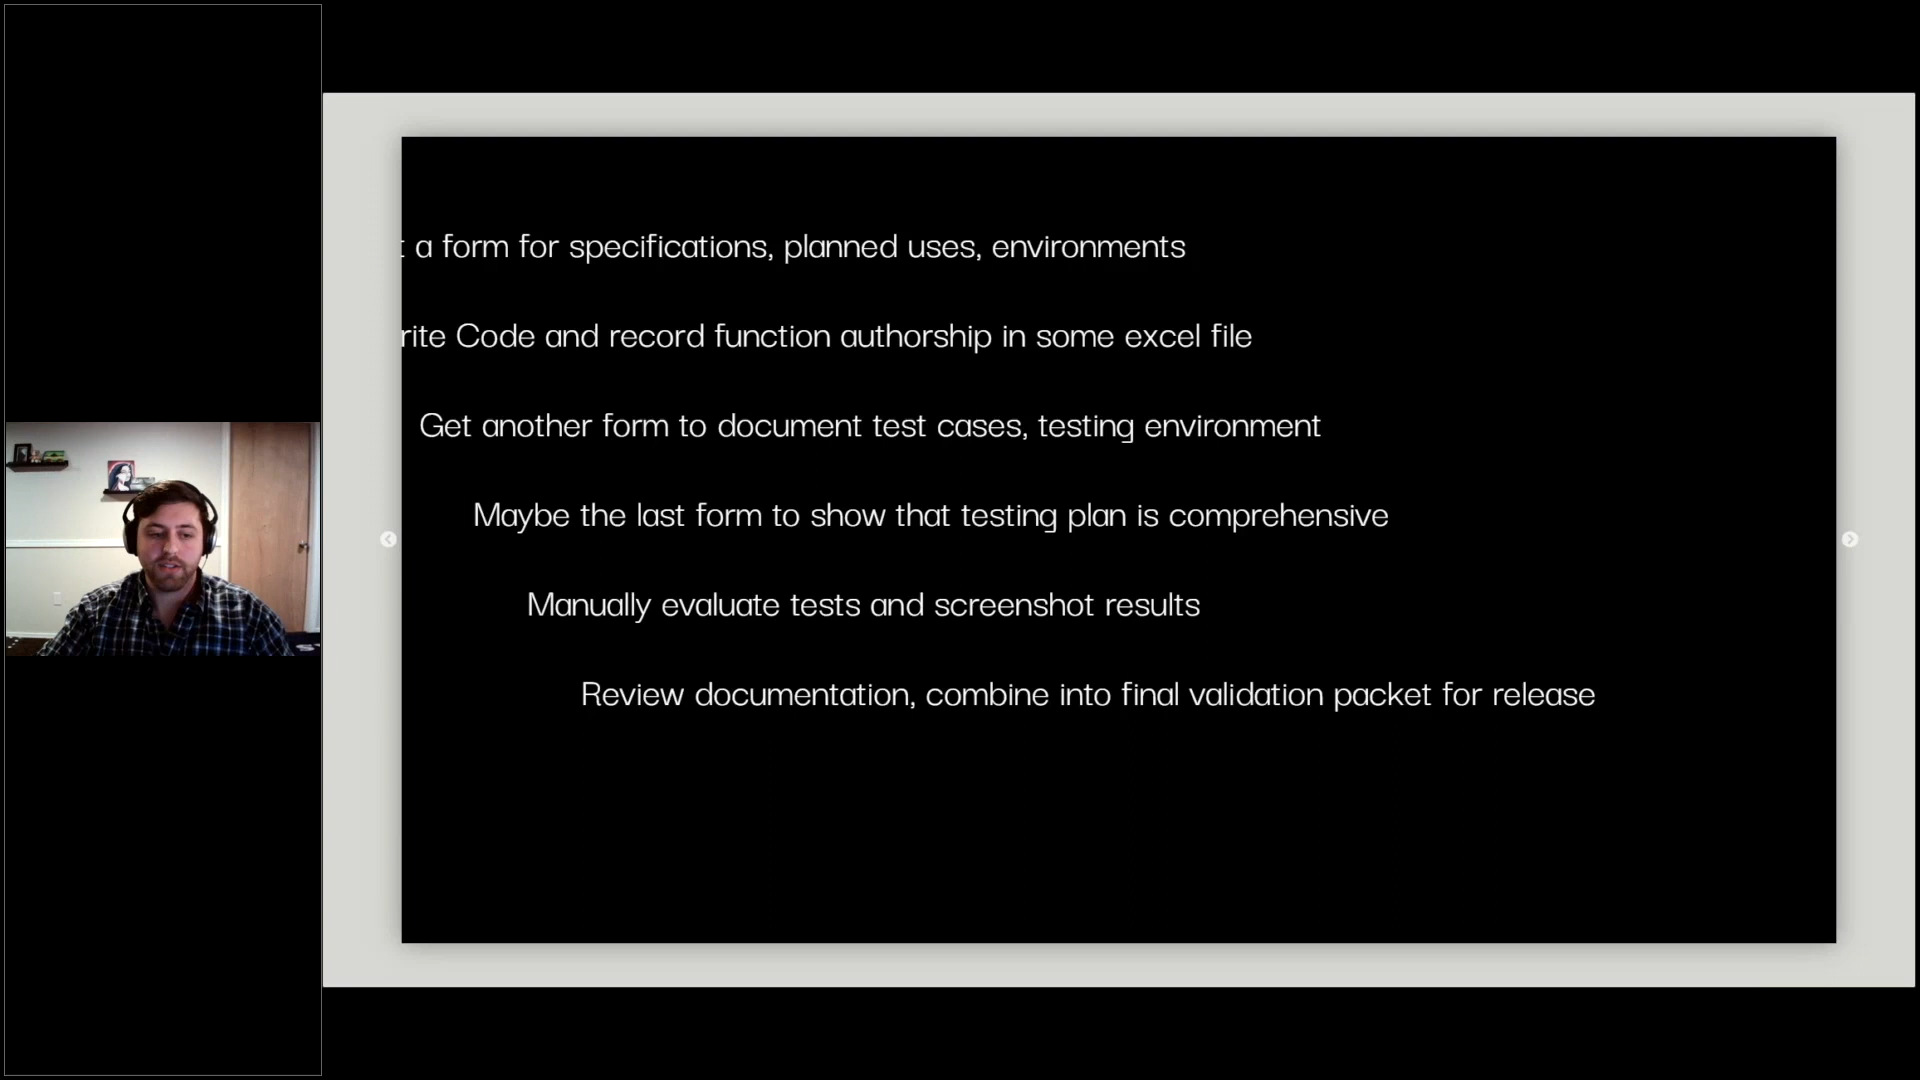 a form for specifications, planned uses, environments
rite Code and record function authorship in some excel file
Get another form to document test cases, testing environment
Maybe the last form to show that testing plan is comprehensive
Manually evaluate tests and screenshot results
Review documentation, combine into final validation packet for release